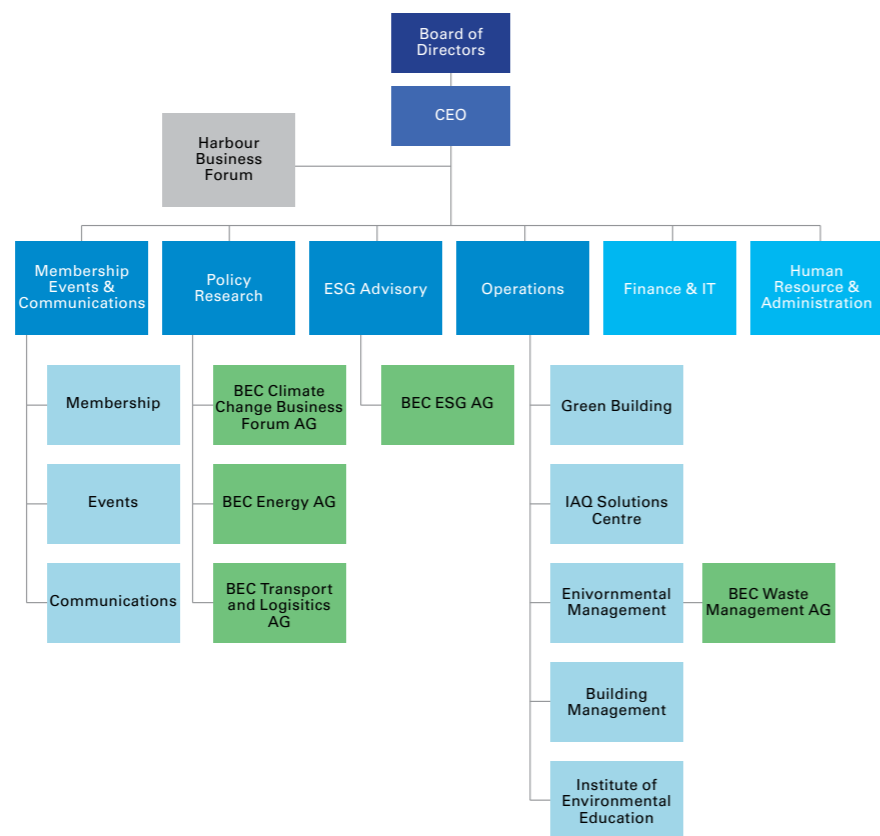 Board of
Directors
CEO
Harbour
Business
Forum
Membership
Events &
Communications
Policy
Research
ESG Advisory
Operations
Finance & IT
Human
Resource &
Administration
Membership
BEC Climate
Change Business
Forum AG
BEC ESG AG
Green Building
Events
BEC Energy AG
IAQ Solutions
Centre
Communications
BEC Transport
and Logisitics
AG
Enivornmental
Management
BEC Waste
Management AG
Building
Management
Institute of
Environmental
Education